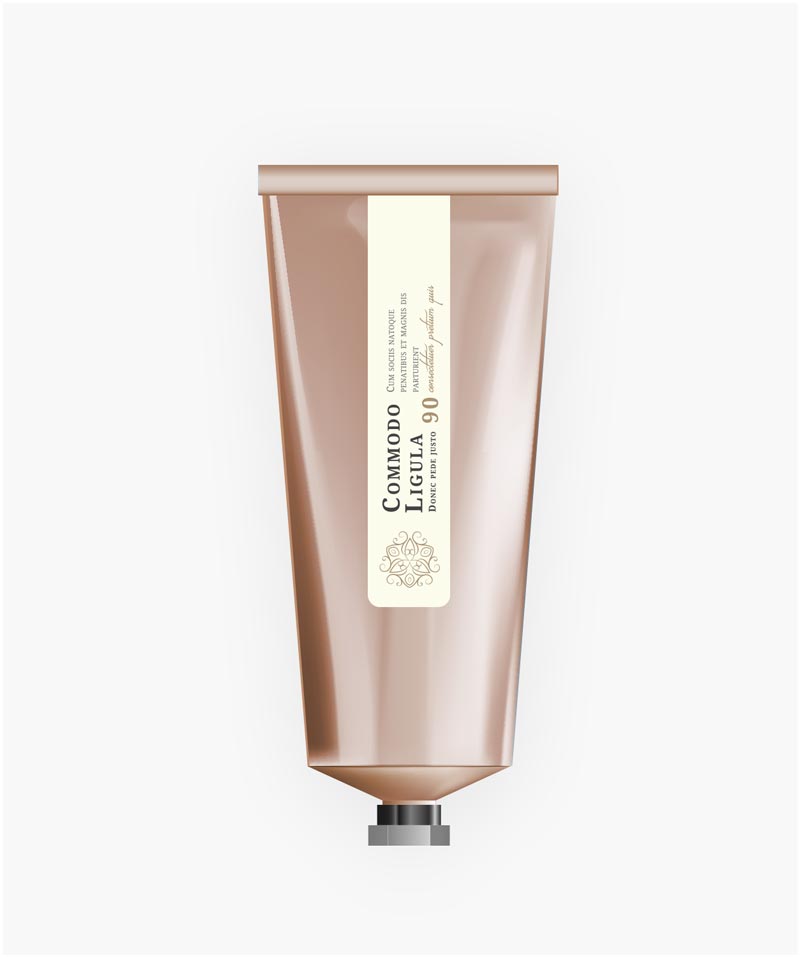 Commodo
Ligula
Donec pede justo
90
Cum sociis natoque
penatibus et magnis dis
parturient
consectetuer pretium quis